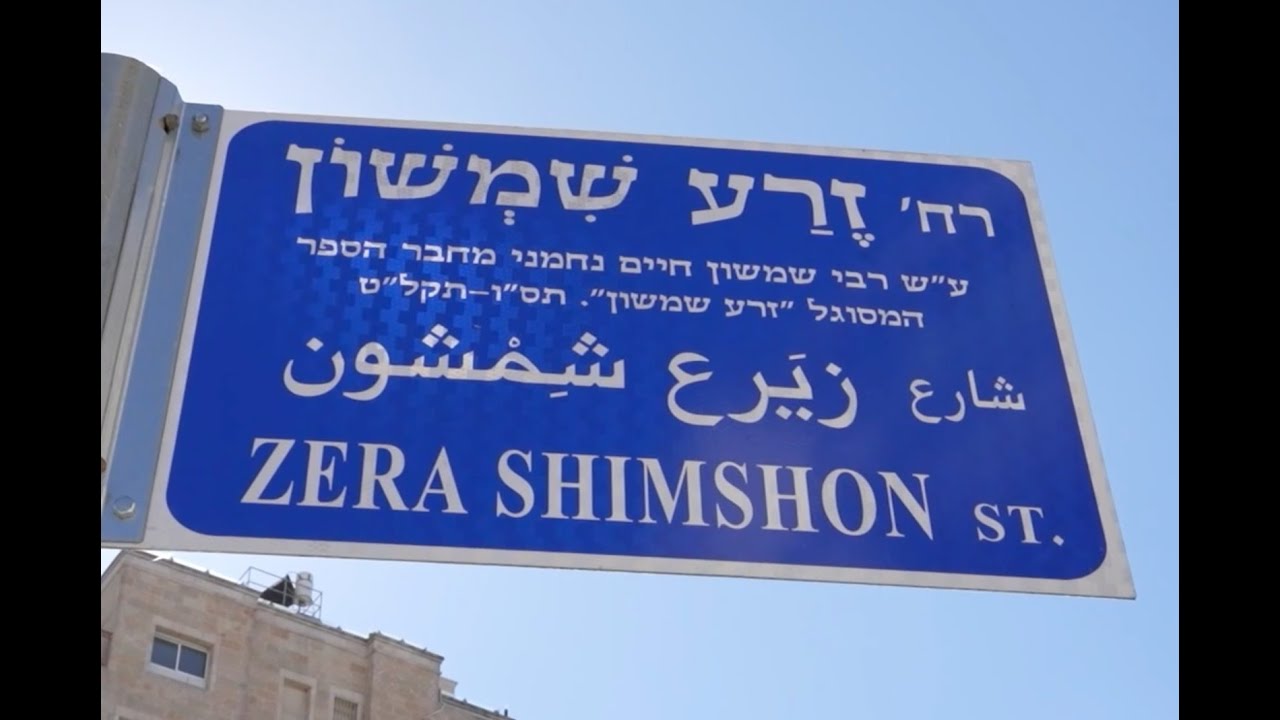 רח' זֶרַע שִׁמְשׁוֹן
ע"ש רבי שמשון חיים נחמני מחבר הספר
המסוגל "זרע שמשון". תס"ו–תקל"ט
شارع زيَرع شِمْشون
ZERA SHIMSHON ST.